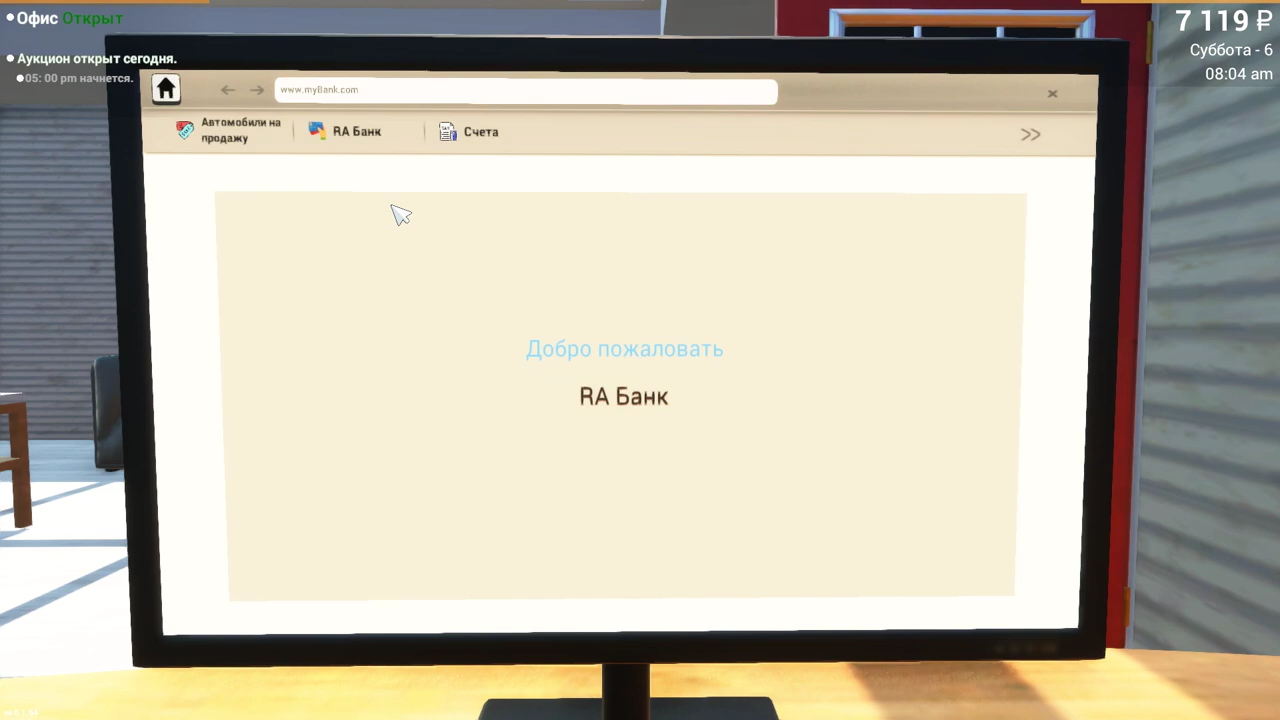 Офис Открыт
Аукцион открыт сегодня.
05: 00 pm начнется.
7 119 ₽
Суббота - 6
08:04 am
www.myBank.com
Автомобили на
продажу
RA Банк
Счета
>>
Добро пожаловать
RA Банк